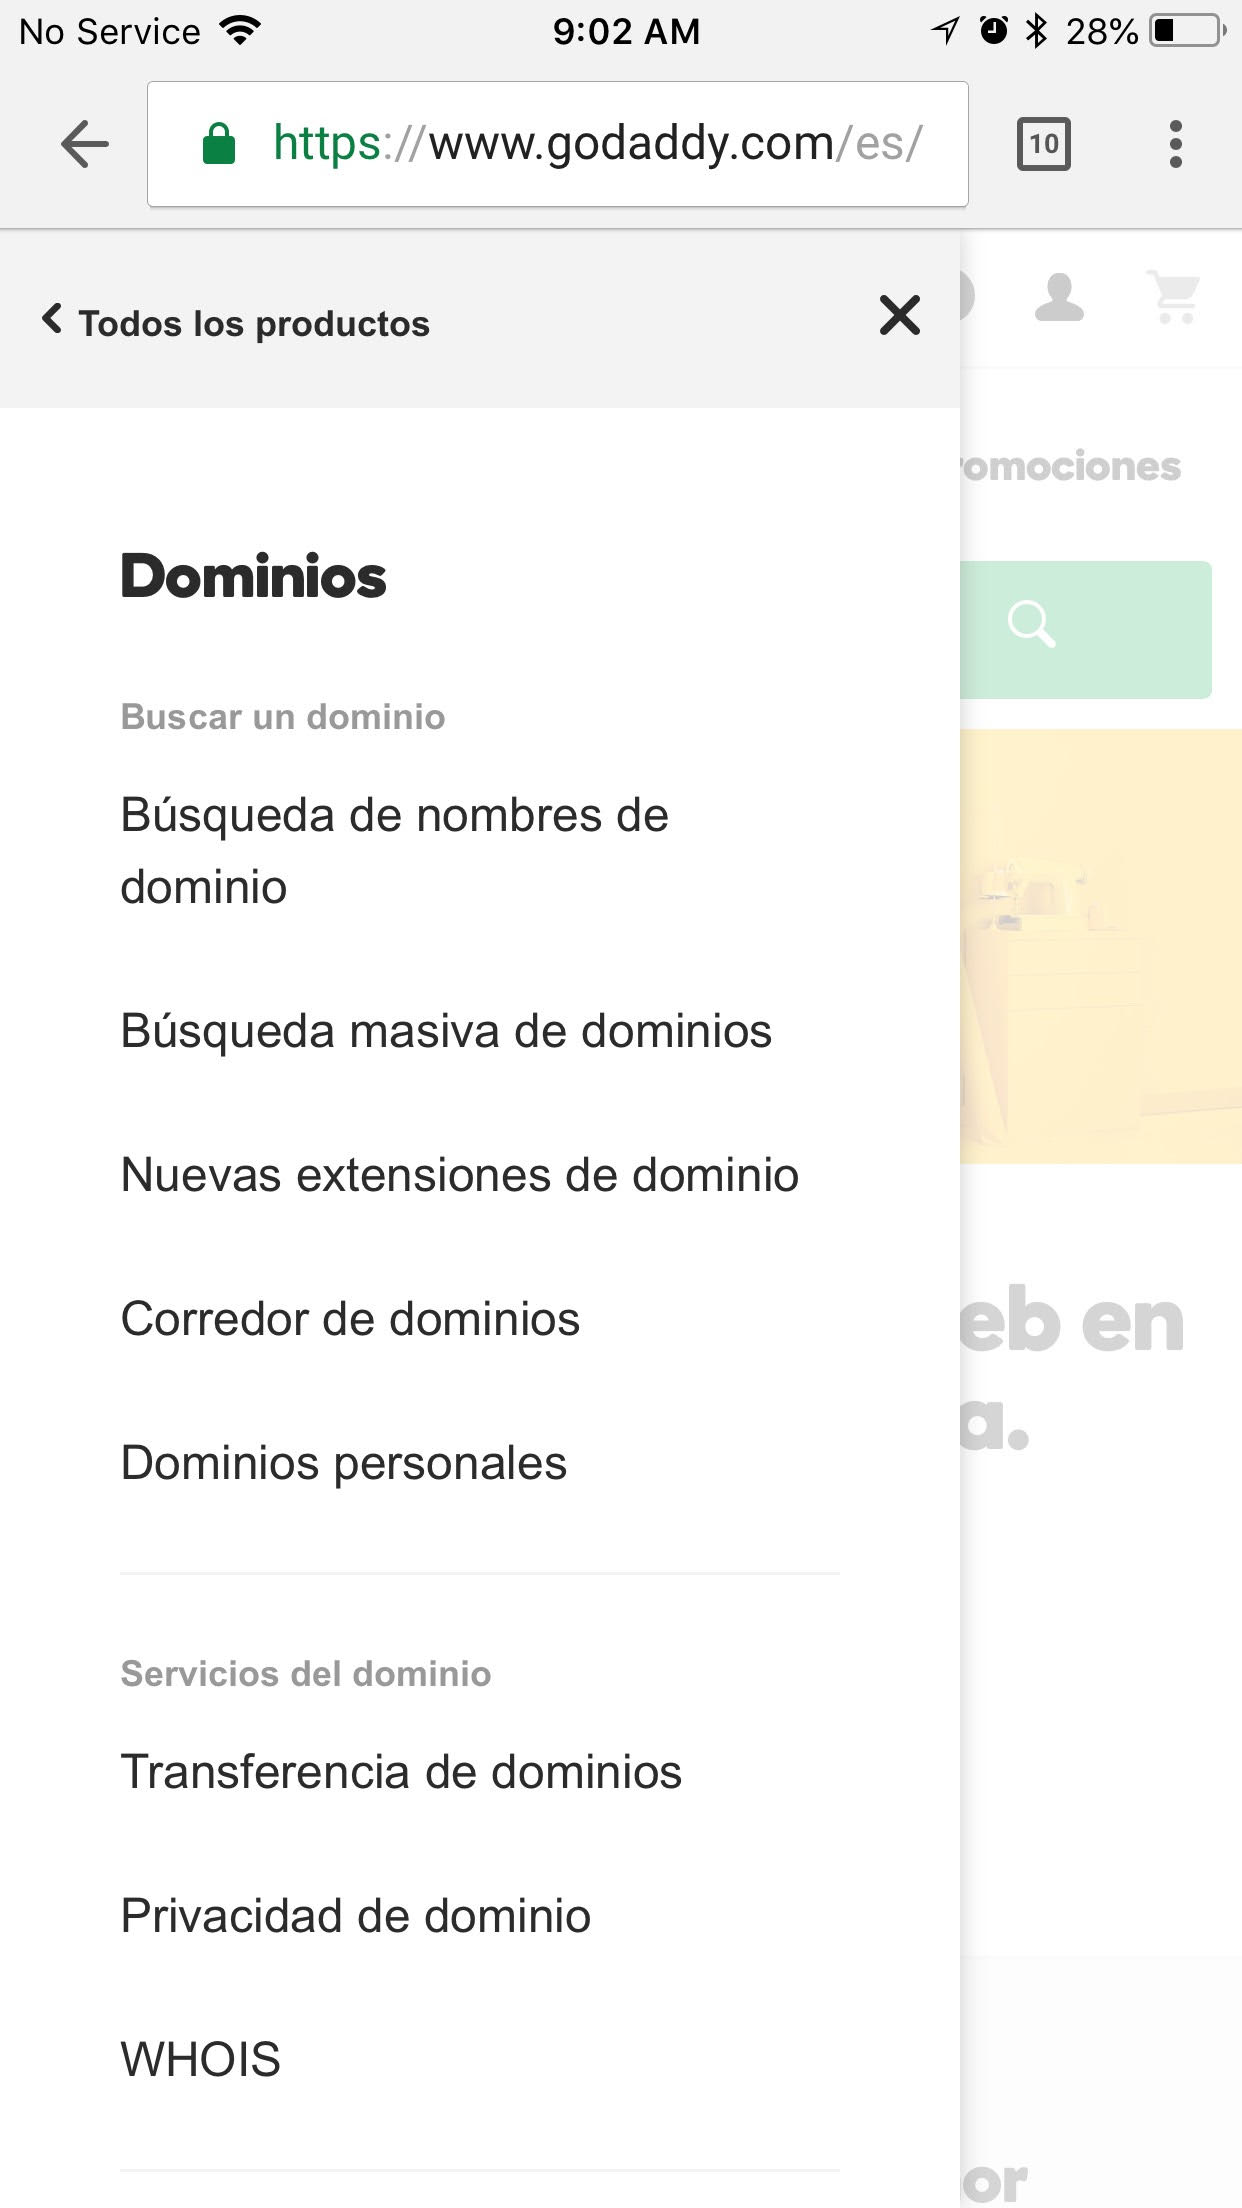 No Service
9:02 AM
28%
https://www.godaddy.com/es/
10
Todos los productos
Dominios
Buscar un dominio
Búsqueda de nombres de
dominio
Búsqueda masiva de dominios
Nuevas extensiones de dominio
Corredor de dominios
Dominios personales
Servicios del dominio
Transferencia de dominios
Privacidad de dominio
WHOIS
omociones
eb en
a.
or